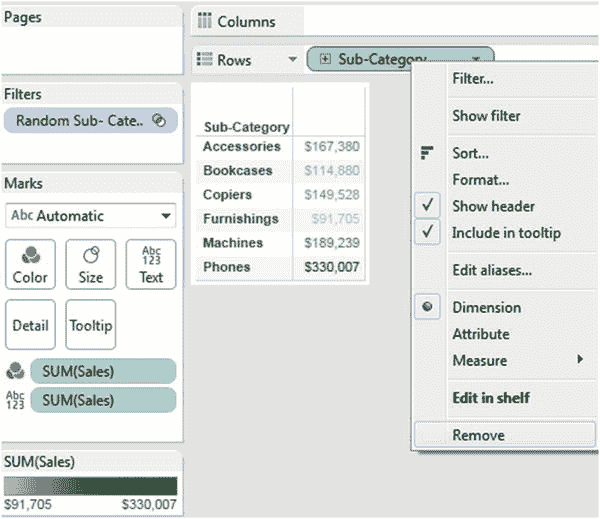 Pages
Columns
Rows
Sub-Category
Filters
Random Sub- Cate..
Marks
Abc Automatic
Color
Size
Abc
123
Text
Detail
Tooltip
SUM(Sales)
Abc
123
SUM(Sales)
SUM(Sales)
$91,705 $330,007
Sub-Category
Accessories $167,380
Bookcases $114,880
Copiers $149,528
Furnishings $91,705
Machines $189,239
Phones $330,007
Filter...
Show filter
Sort...
Format...
Show header
Include in tooltip
Edit aliases...
Dimension
Attribute
Measure
Edit in shelf
Remove